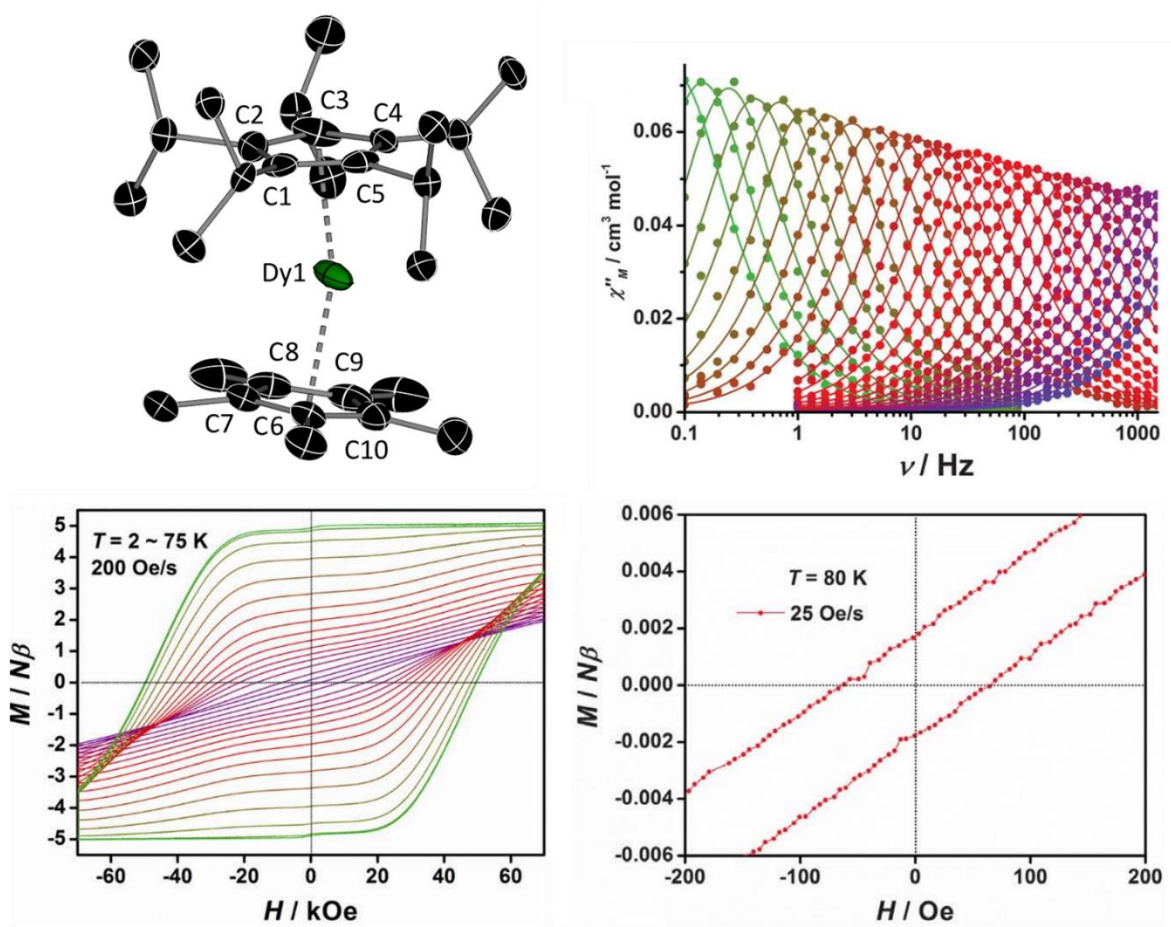 C3
C2
C4
C1
C5
Dy1
C8
C9
C7
C6
C10
χ''M / cm³ mol⁻¹
0.06
0.04
0.02
0.00
0.1
1
10
100
1000
ν / Hz
M / Nβ
5
4
3
2
1
0
-1
-2
-3
-4
-5
T = 2 ~ 75 K
200 Oe/s
-60
-40
-20
0
20
40
60
H / kOe
M / Nβ
0.006
0.004
0.002
0.000
-0.002
-0.004
-0.006
T = 80 K
25 Oe/s
-200
-100
0
100
200
H / Oe